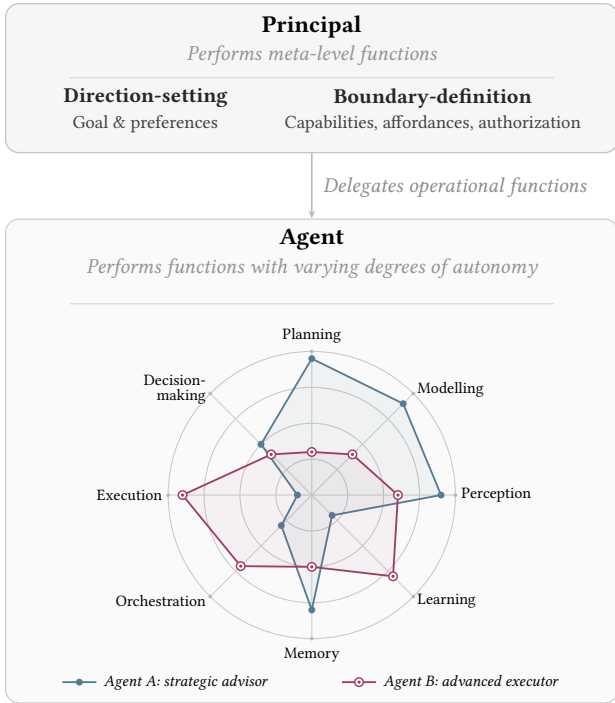 Principal
Performs meta-level functions
Direction-setting
Goal & preferences
Boundary-definition
Capabilities, affordances, authorization
Delegates operational functions
Agent
Performs functions with varying degrees of autonomy
Planning
Decision-
making
Modelling
Execution
Perception
Orchestration
Learning
Memory
Agent A: strategic advisor
Agent B: advanced executor